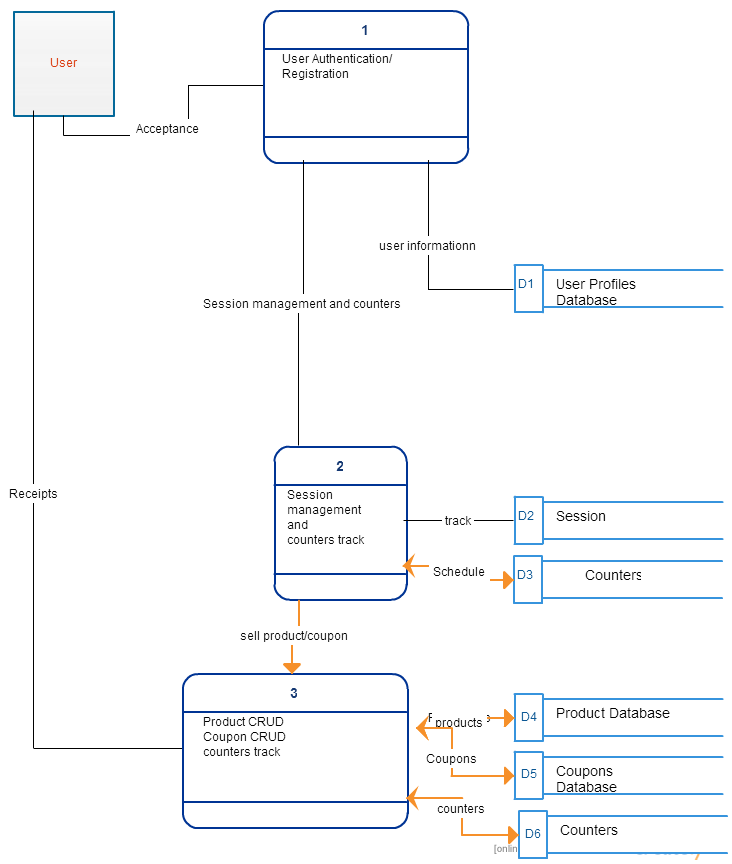 1
User
User Authentication/
Registration
Acceptance
user informationn
D1
User Profiles
Database
Session management and counters
2
Session
management
and
counters track
Receipts
track
D2
Session
Schedule
D3
Counters
sell product/coupon
3
Product CRUD
Coupon CRUD
counters track
products
D4
Product Database
Coupons
D5
Coupons
Database
counters
D6
Counters